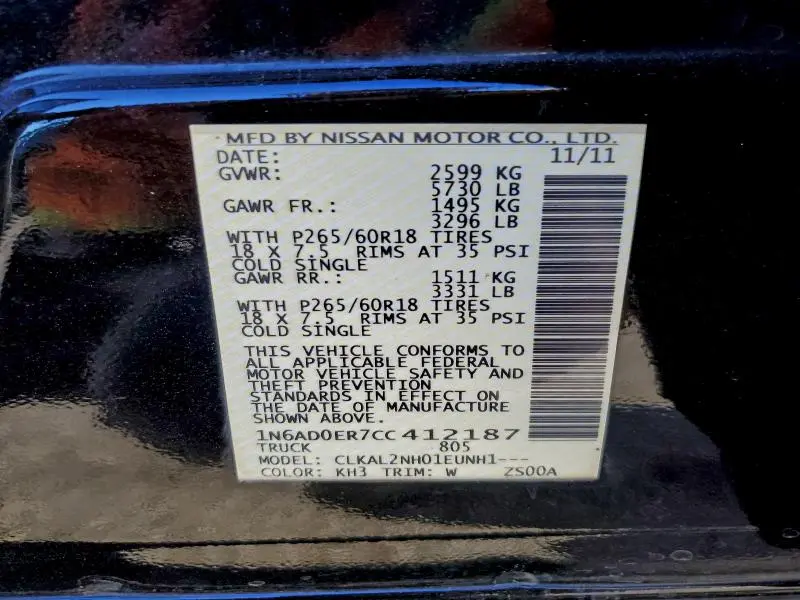 MFD BY NISSAN MOTOR CO., LTD.
DATE: 11/11
GVWR: 2599 KG
5730 LB
GAWR FR.: 1495 KG
3296 LB
WITH P265/60R18 TIRES
18 X 7.5 RIMS AT 35 PSI
COLD SINGLE
GAWR RR.: 1511 KG
3331 LB
WITH P265/60R18 TIRES
18 X 7.5 RIMS AT 35 PSI
COLD SINGLE
THIS VEHICLE CONFORMS TO
ALL APPLICABLE FEDERAL
MOTOR VEHICLE SAFETY AND
THEFT PREVENTION
STANDARDS IN EFFECT ON
THE DATE OF MANUFACTURE
SHOWN ABOVE.
1N6AD0ER7CC412187
TRUCK 805
MODEL: CLKAL2NH01EUNH1---
COLOR: KH3 TRIM: W ZS00A